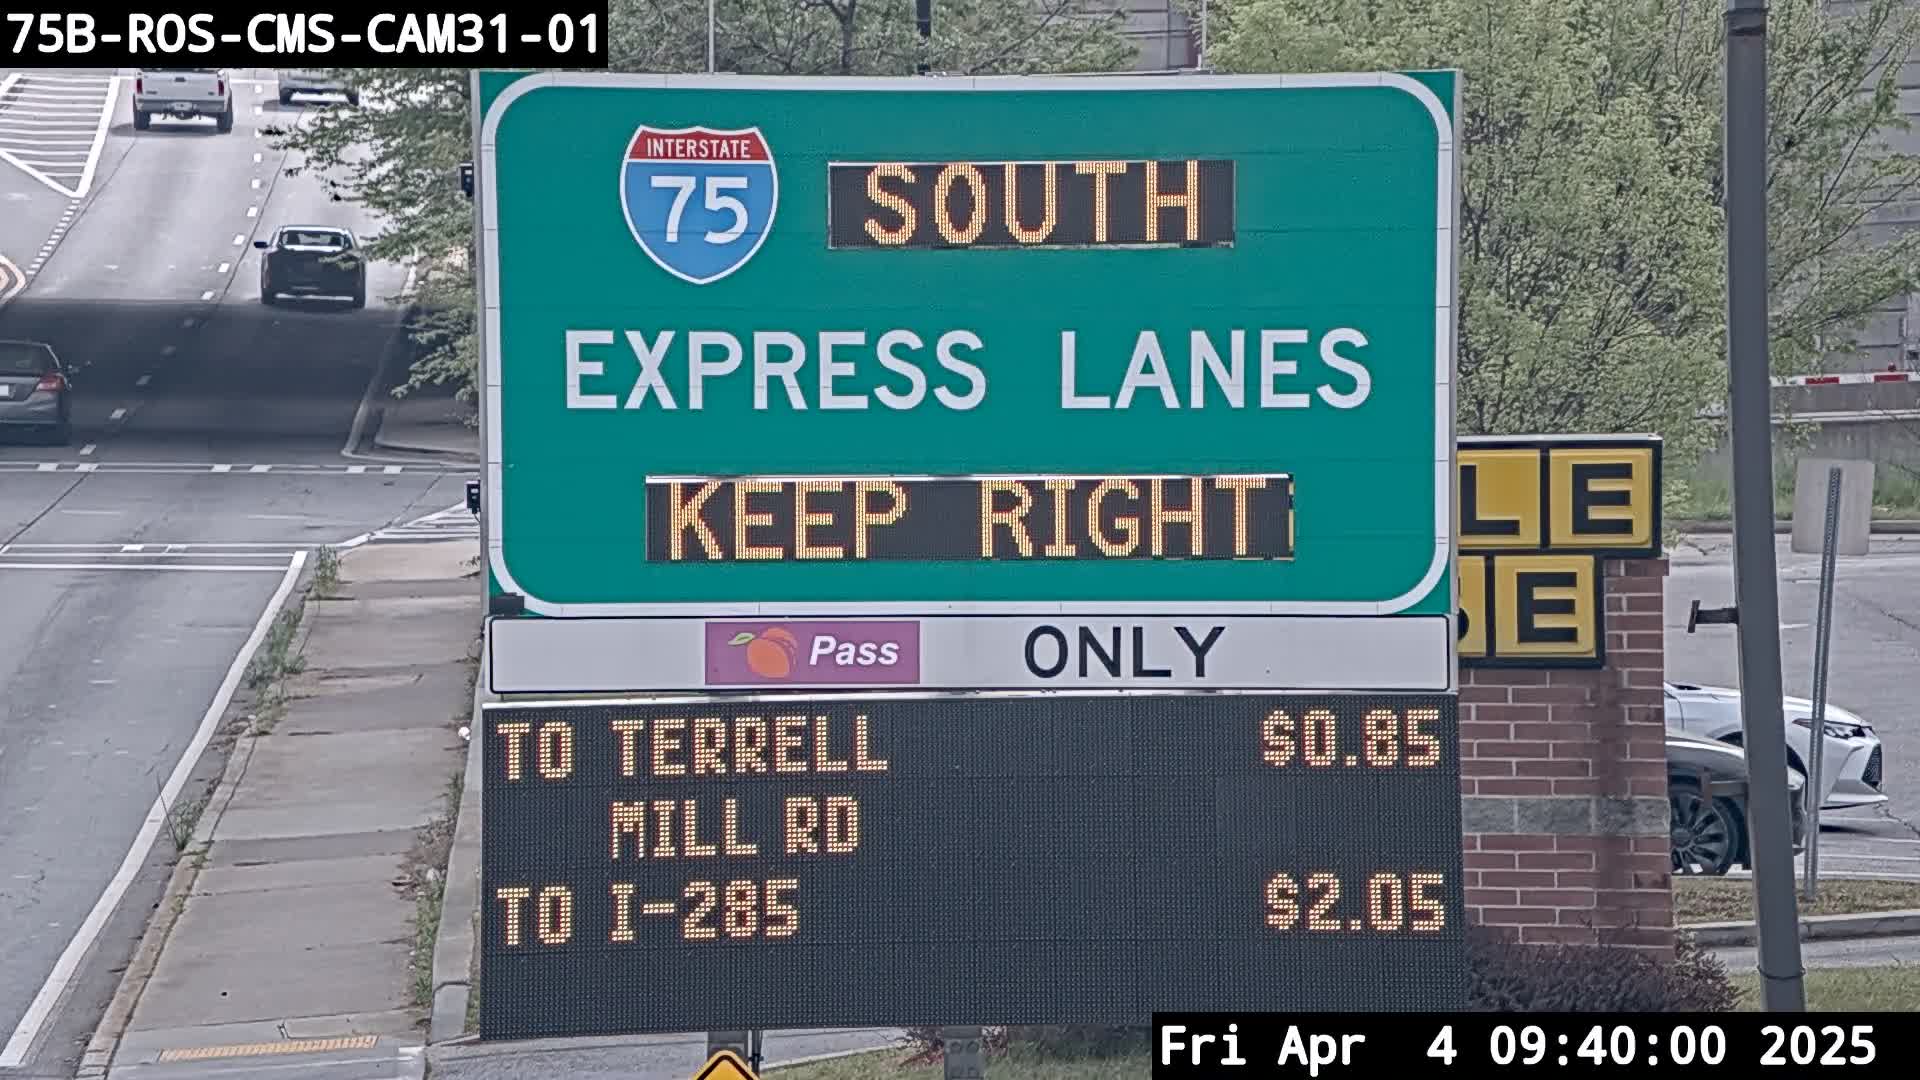 75B-ROS-CMS-CAM31-01
INTERSTATE
75
SOUTH
EXPRESS LANES
KEEP RIGHT
Pass ONLY
TO TERRELL $0.85
MILL RD
TO I-285 $2.05
LE
E
Fri Apr 4 09:40:00 2025